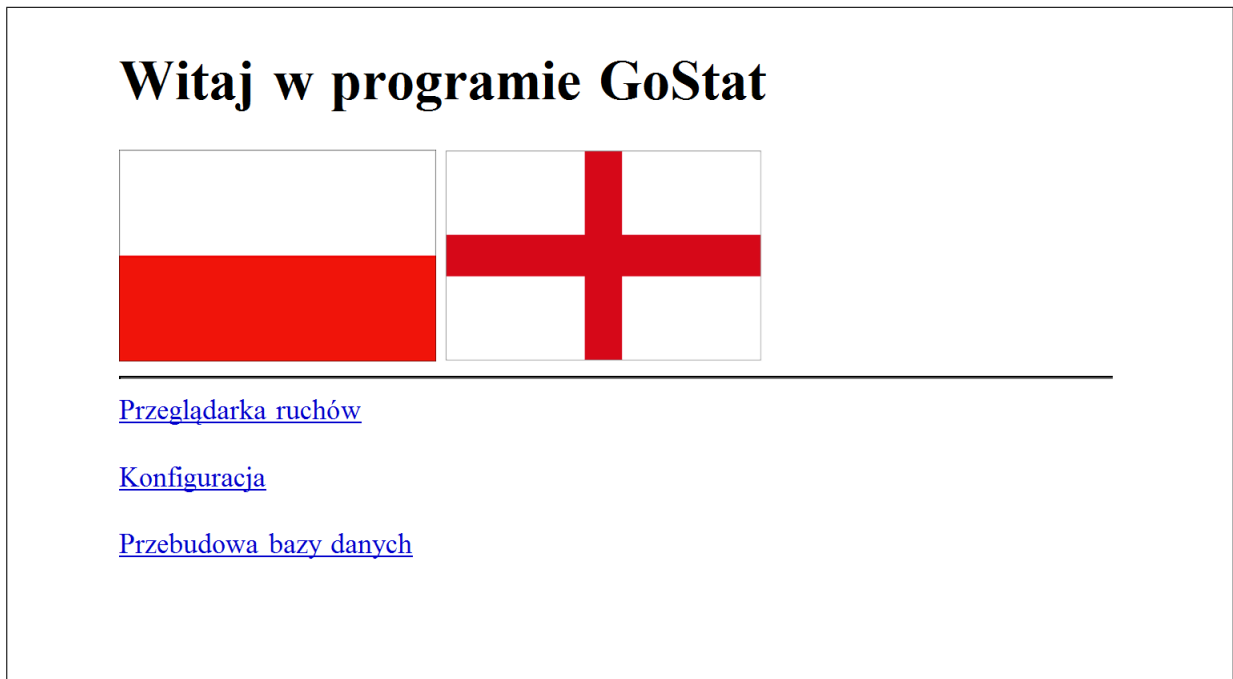 Witaj w programie GoStat
Przeglądarka ruchów
Konfiguracja
Przebudowa bazy danych